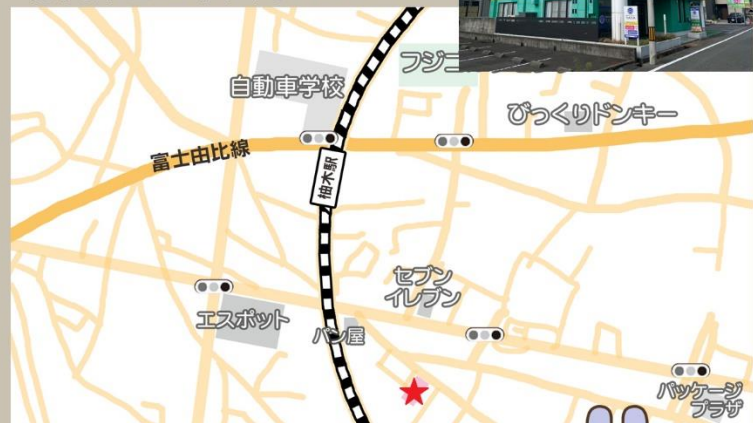 フジ
自動車学校
びっくりドンキー
富士由比線
柚木駅
セブン
イレブン
エスポット
パン屋
パッケージ
プラザ